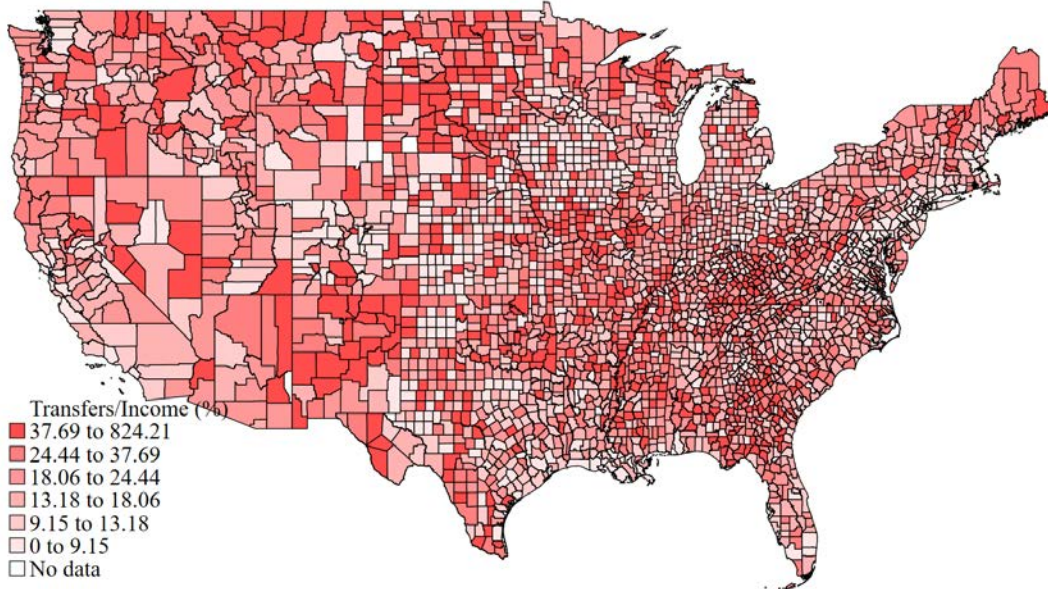 Transfers/Income (%)
37.69 to 824.21
24.44 to 37.69
18.06 to 24.44
13.18 to 18.06
9.15 to 13.18
0 to 9.15
No data